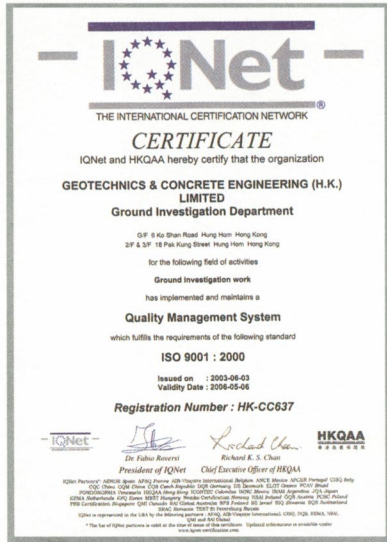 IQNet
®
THE INTERNATIONAL CERTIFICATION NETWORK
CERTIFICATE
IQNet and HKQAA hereby certify that the organization
GEOTECHNICS & CONCRETE ENGINEERING (H.K.)
LIMITED
Ground Investigation Department
G/F 6 Ko Shan Road Hung Hom Hong Kong
2/F & 3/F 18 Pak Kung Street Hung Hom Hong Kong
for the following field of activities
Ground investigation work
has implemented and maintains a
Quality Management System
which fulfills the requirements of the following standard
ISO 9001 : 2000
Issued on : 2003-06-03
Validity Date : 2006-05-06
Registration Number : HK-CC637
IQNet
HKQAA
Dr. Fabio Roversi
Richard K. S. Chan
President of IQNet
Chief Executive Officer of HKQAA